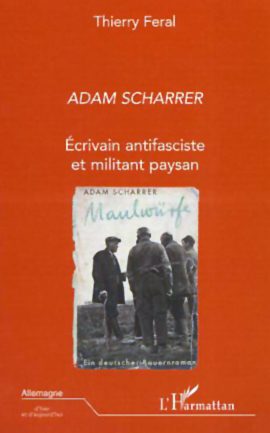 Thierry Feral
ADAM SCHARRER
Écrivain antifasciste
et militant paysan
ADAM SCHARRER
Maulwürfe
Ein deutscher Bauernroman
Allemagne
d'hier
et d'aujourd'hui
L'Harmattan